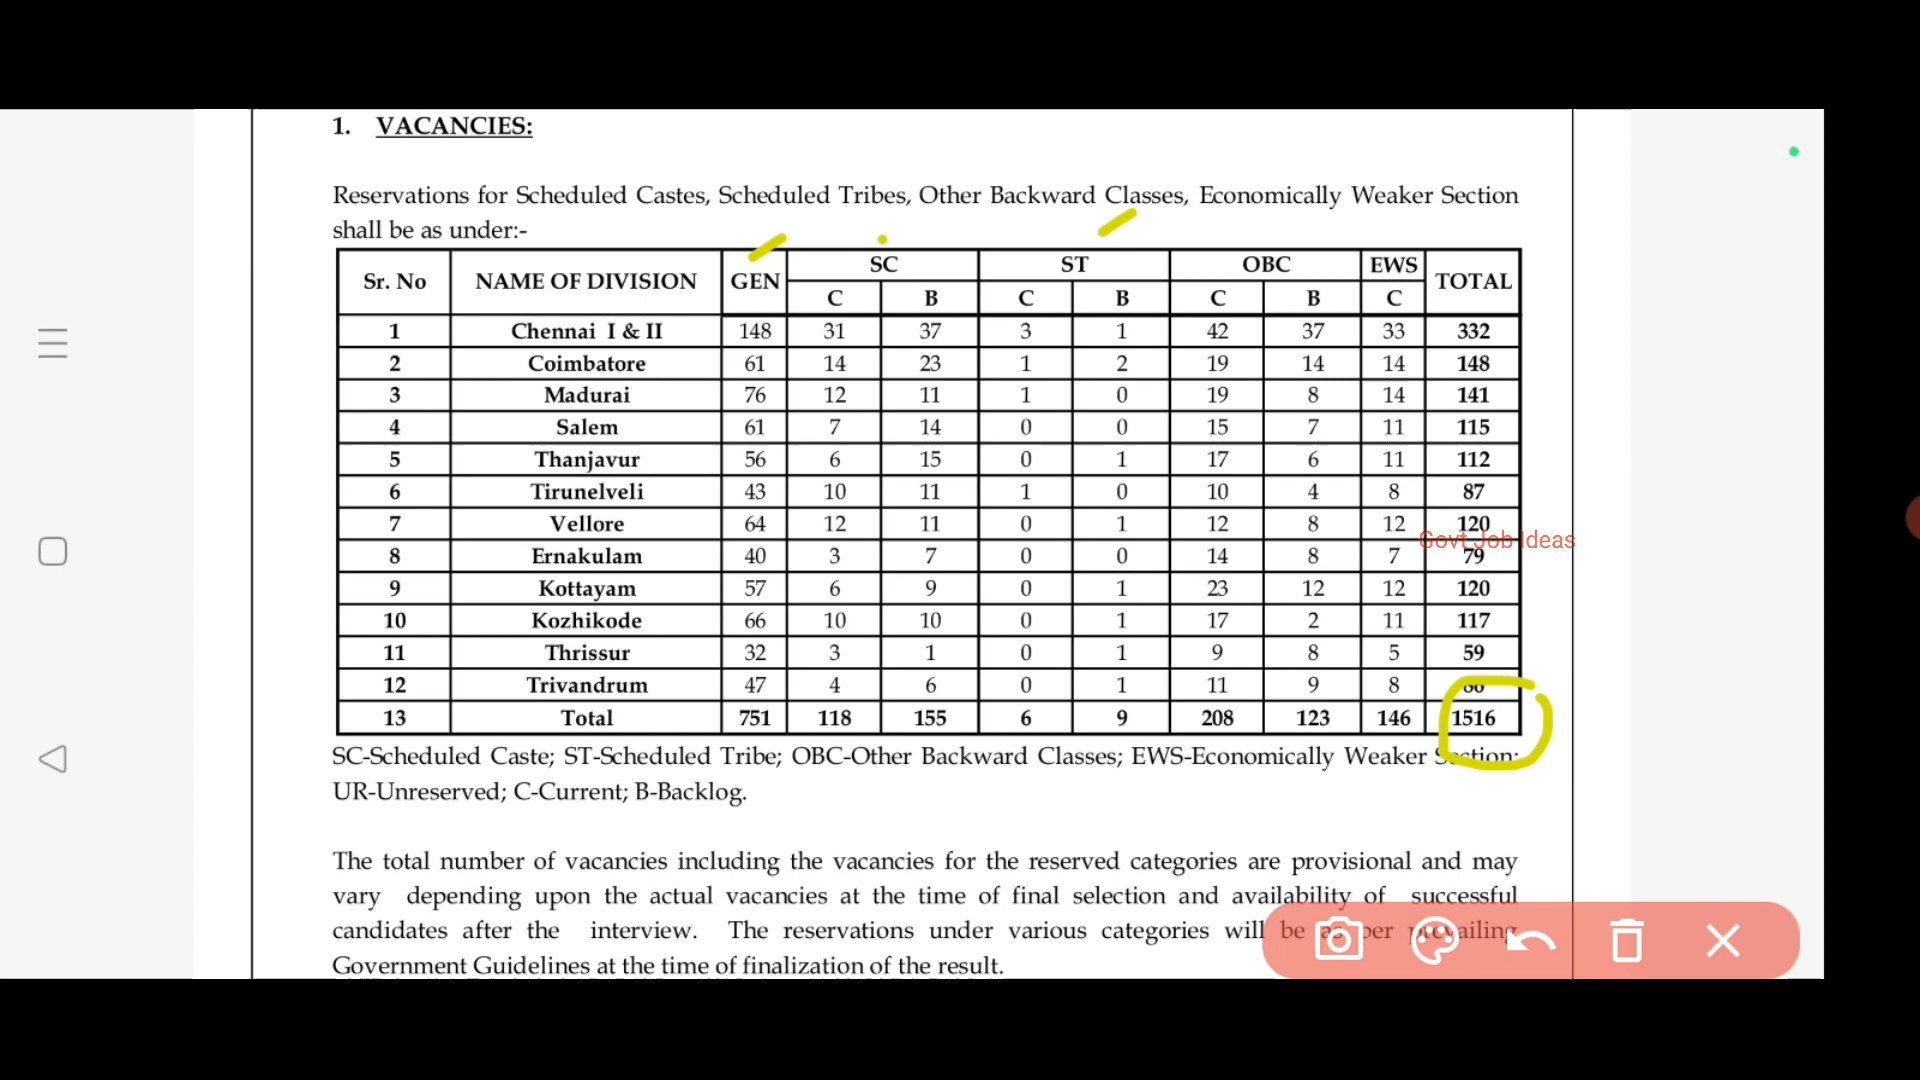 1. VACANCIES:
Reservations for Scheduled Castes, Scheduled Tribes, Other Backward Classes, Economically Weaker Section
shall be as under:-
Sr. No NAME OF DIVISION GEN SC ST OBC EWS TOTAL
C B C B C B C
1 Chennai I & II 148 31 37 3 1 42 37 33 332
2 Coimbatore 61 14 23 1 2 19 14 14 148
3 Madurai 76 12 11 1 0 19 8 14 141
4 Salem 61 7 14 0 0 15 7 11 115
5 Thanjavur 56 6 15 0 1 17 6 11 112
6 Tirunelveli 43 10 11 1 0 10 4 8 87
7 Vellore 64 12 11 0 1 12 8 12 120
Govt Job Ideas
8 Ernakulam 40 3 7 0 0 14 8 7 79
9 Kottayam 57 6 9 0 1 23 12 12 120
10 Kozhikode 66 10 10 0 1 17 2 11 117
11 Thrissur 32 3 1 0 1 9 8 5 59
12 Trivandrum 47 4 6 0 1 11 9 8
13 Total 751 118 155 6 9 208 123 146 1516
SC-Scheduled Caste; ST-Scheduled Tribe; OBC-Other Backward Classes; EWS-Economically Weaker Section;
UR-Unreserved; C-Current; B-Backlog.
The total number of vacancies including the vacancies for the reserved categories are provisional and may
vary depending upon the actual vacancies at the time of final selection and availability of successful
candidates after the interview. The reservations under various categories will be as per prevailing
Government Guidelines at the time of finalization of the result.